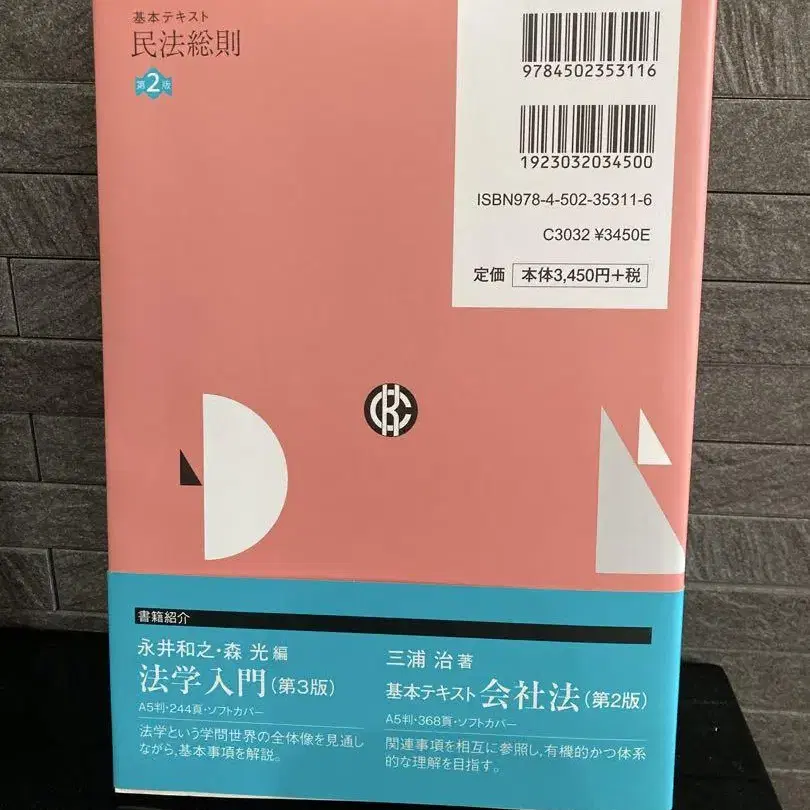 基本テキスト
民法総則
第2版
9784502353116
1923032034500
ISBN978-4-502-35311-6
C3032 ¥3450E
定価 本体3,450円+税
書籍紹介
永井和之・森 光 編
法学入門(第3版)
A5判・244頁・ソフトカバー
法学という学問世界の全体像を見通し
ながら、基本事項を解説。
三浦 治 著
基本テキスト 会社法(第2版)
A5判・368頁・ソフトカバー
関連事項を相互に参照し、有機的かつ体系
的な理解を目指す。